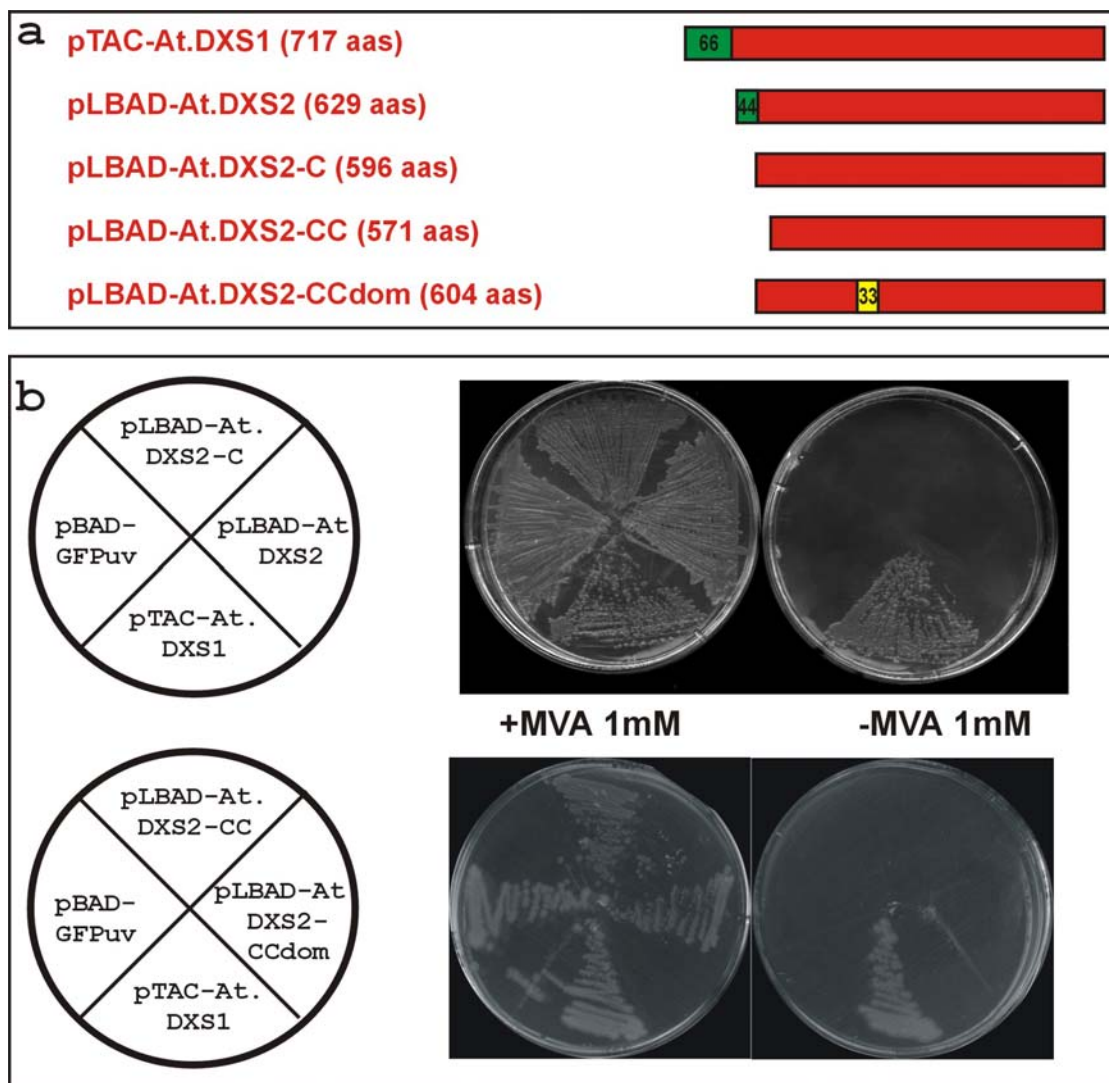 a
pTAC-At.DXS1 (717 aas)
66
pLBAD-At.DXS2 (629 aas)
44
pLBAD-At.DXS2-C (596 aas)
pLBAD-At.DXS2-CC (571 aas)
pLBAD-At.DXS2-CCdom (604 aas)
33
b
pLBAD-At.
DXS2-C
pBAD-
GFPuv
pLBAD-At
DXS2
pTAC-At.
DXS1
+MVA 1mM
-MVA 1mM
pLBAD-At.
DXS2-CC
pBAD-
GFPuv
pLBAD-At
DXS2-
CCdom
pTAC-At.
DXS1